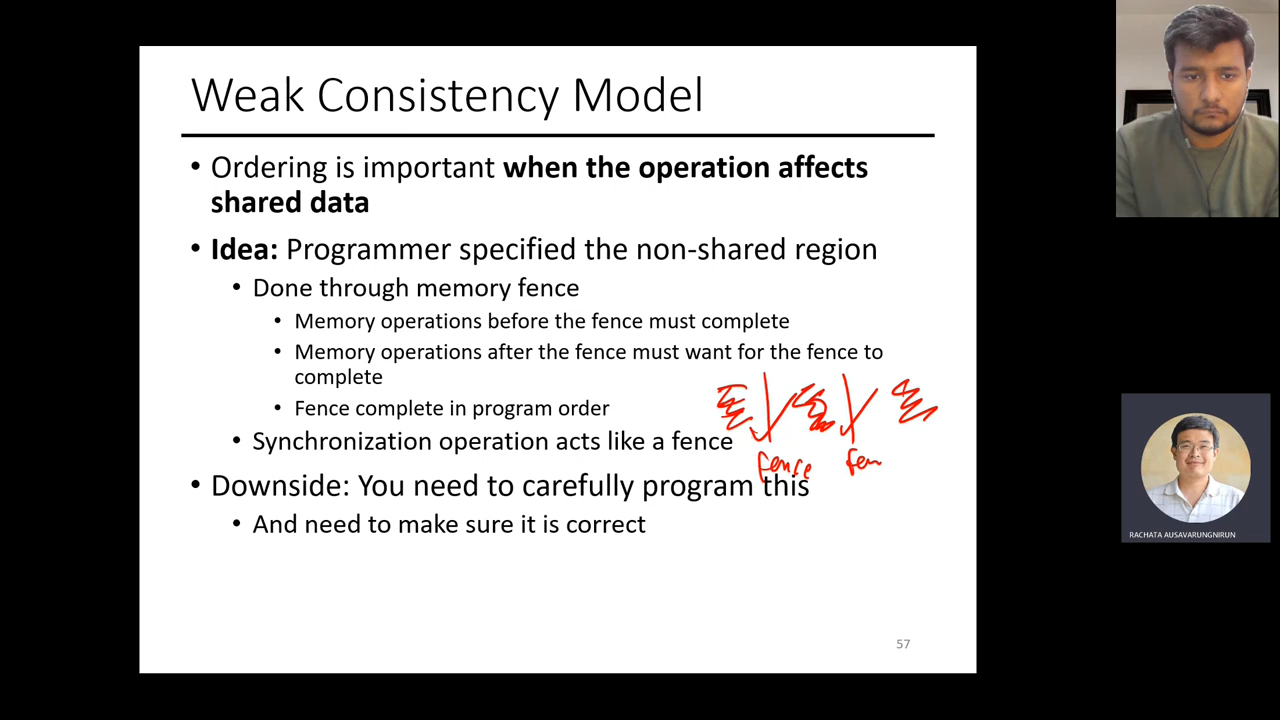 Weak Consistency Model
• Ordering is important when the operation affects
shared data
• Idea: Programmer specified the non-shared region
• Done through memory fence
• Memory operations before the fence must complete
• Memory operations after the fence must want for the fence to
complete
• Fence complete in program order
• Synchronization operation acts like a fence
fence fen
• Downside: You need to carefully program this
• And need to make sure it is correct
57
RACHATA AUSAVARUNGNIRUN